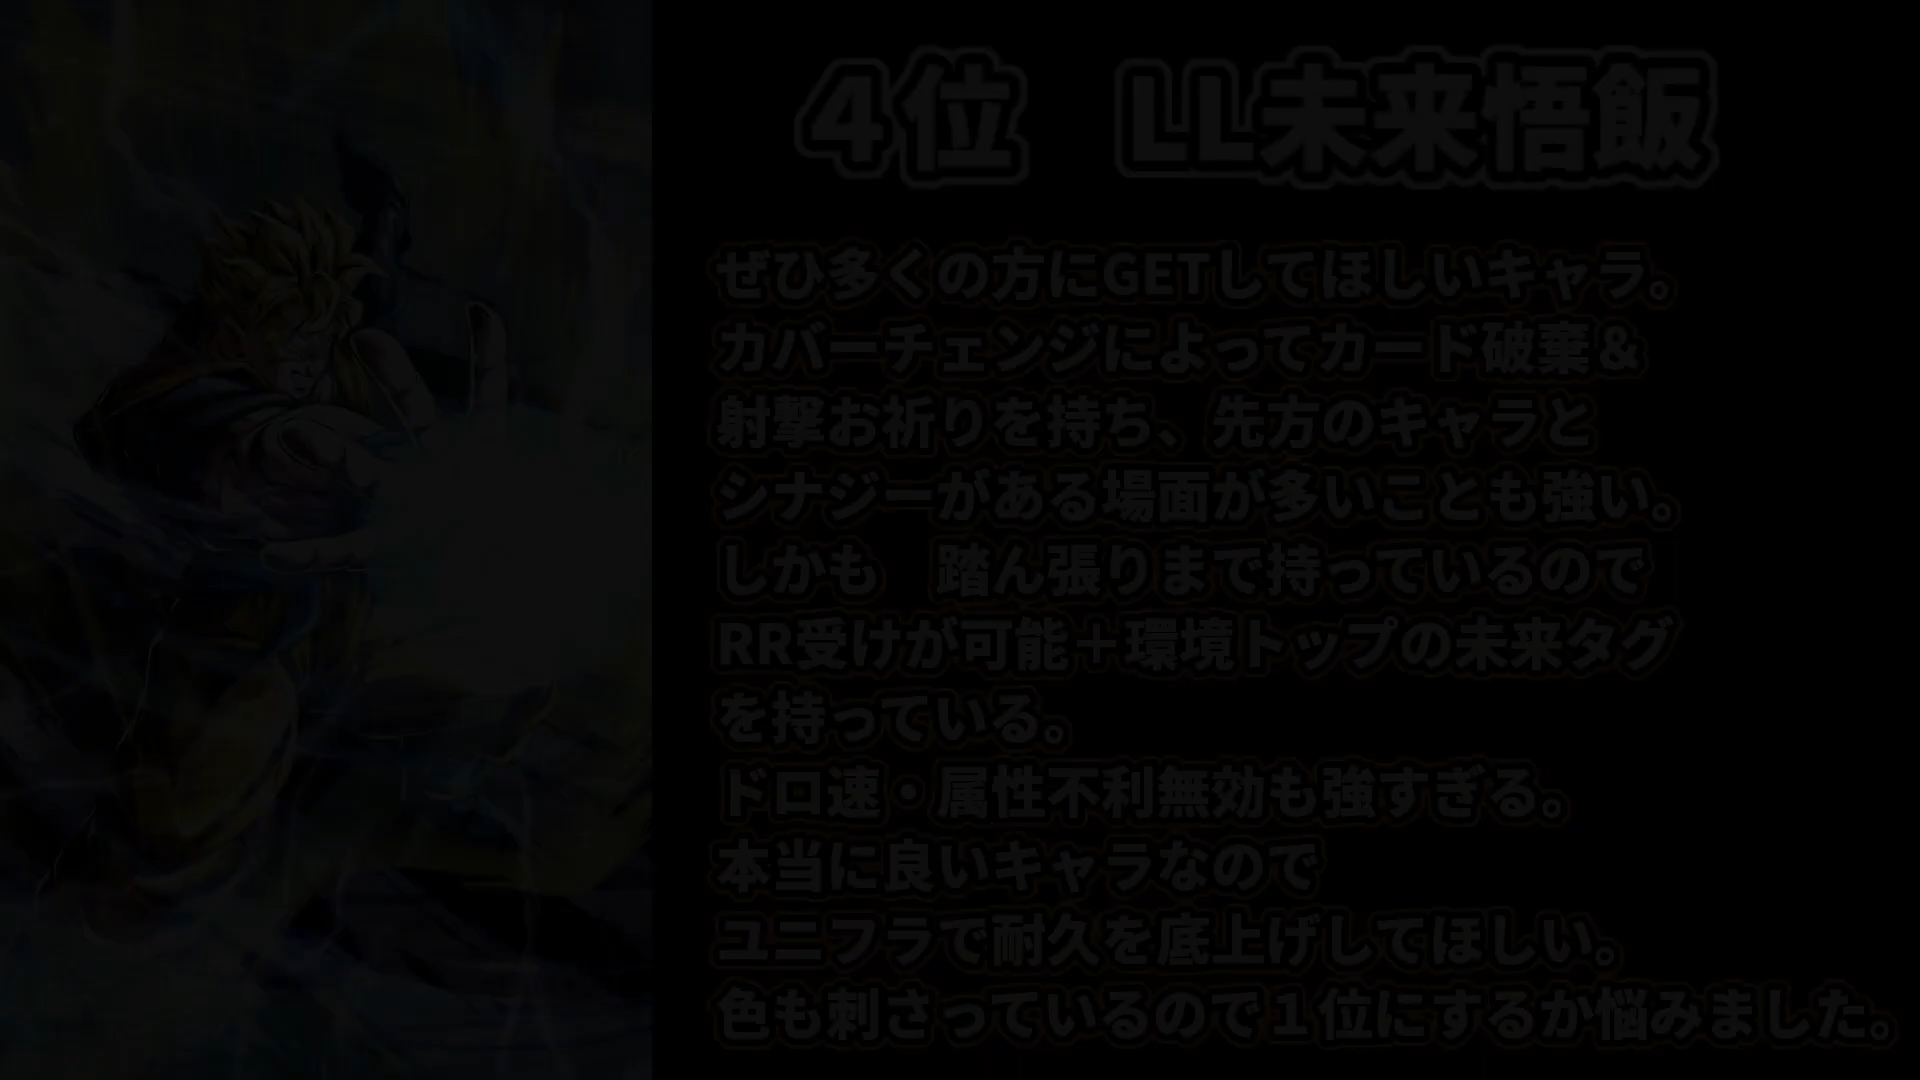 4位　LL未来悟飯
ぜひ多くの方にGETしてほしいキャラ。
カバーチェンジによってカード破棄＆
射撃お祈りを持ち、先方のキャラと
シナジーがある場面が多いことも強い。
しかも　踏ん張りまで持っているので
RR受けが可能＋環境トップの未来タグ
を持っている。
ドロ速・属性不利無効も強すぎる。
本当に良いキャラなので
ユニフラで耐久を底上げしてほしい。
色も刺さっているので１位にするか悩みました。